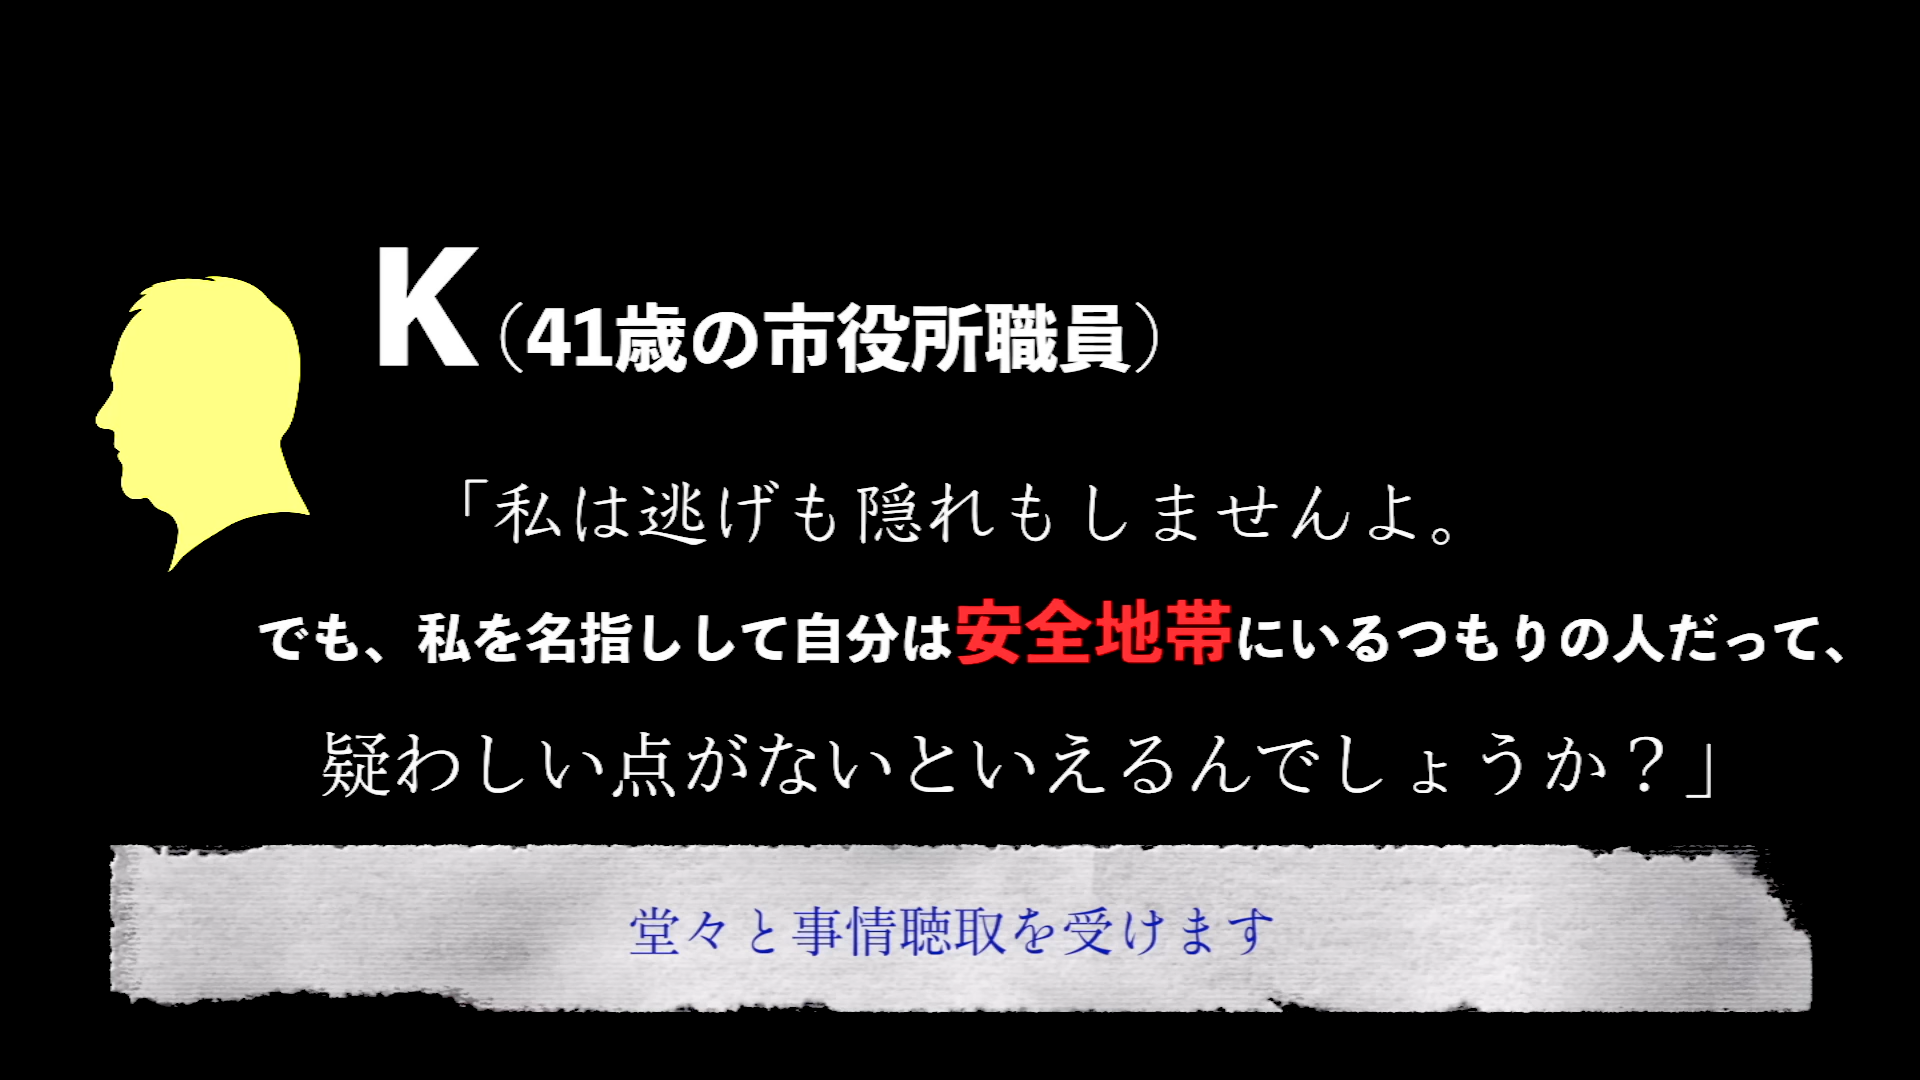 K（41歳の市役所職員）
「私は逃げも隠れもしませんよ。
でも、私を名指しして自分は安全地帯にいるつもりの人だって、
疑わしい点がないといえるんでしょうか？」
堂々と事情聴取を受けます